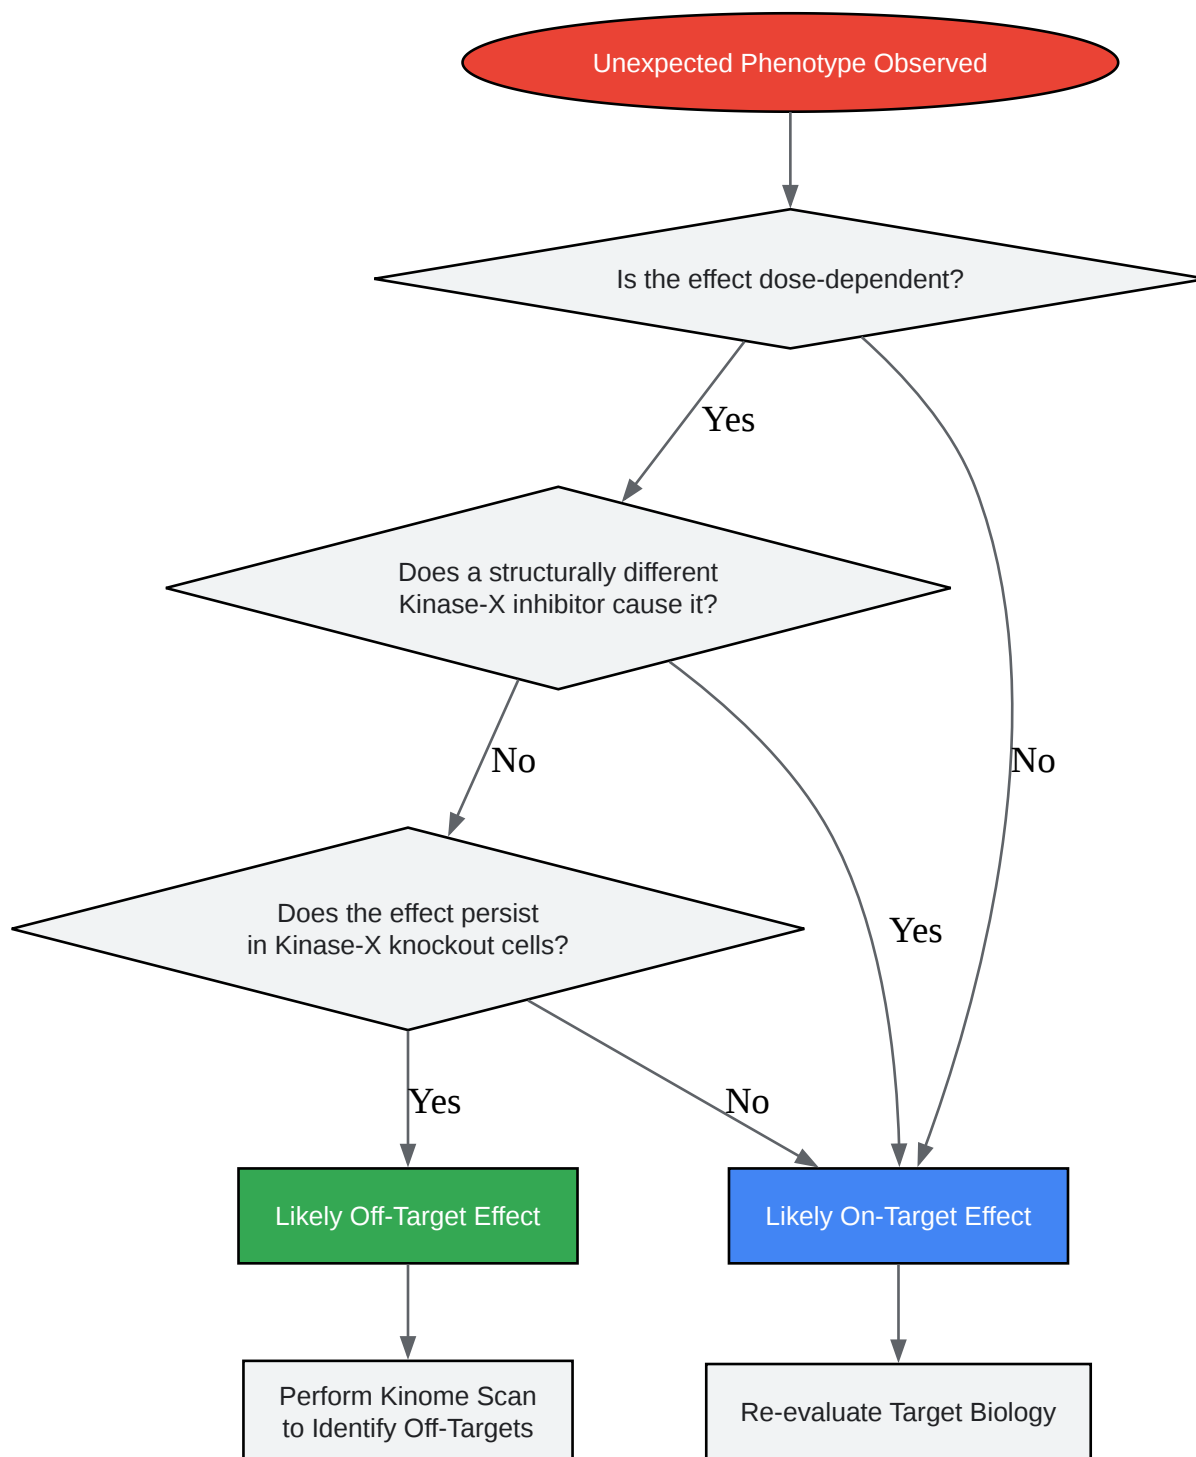 Unexpected Phenotype Observed
Is the effect dose-dependent?
Yes
Does a structurally different
Kinase-X inhibitor cause it?
No
No
Does the effect persist
in Kinase-X knockout cells?
Yes
Yes
No
Likely Off-Target Effect
Likely On-Target Effect
Perform Kinome Scan
to Identify Off-Targets
Re-evaluate Target Biology